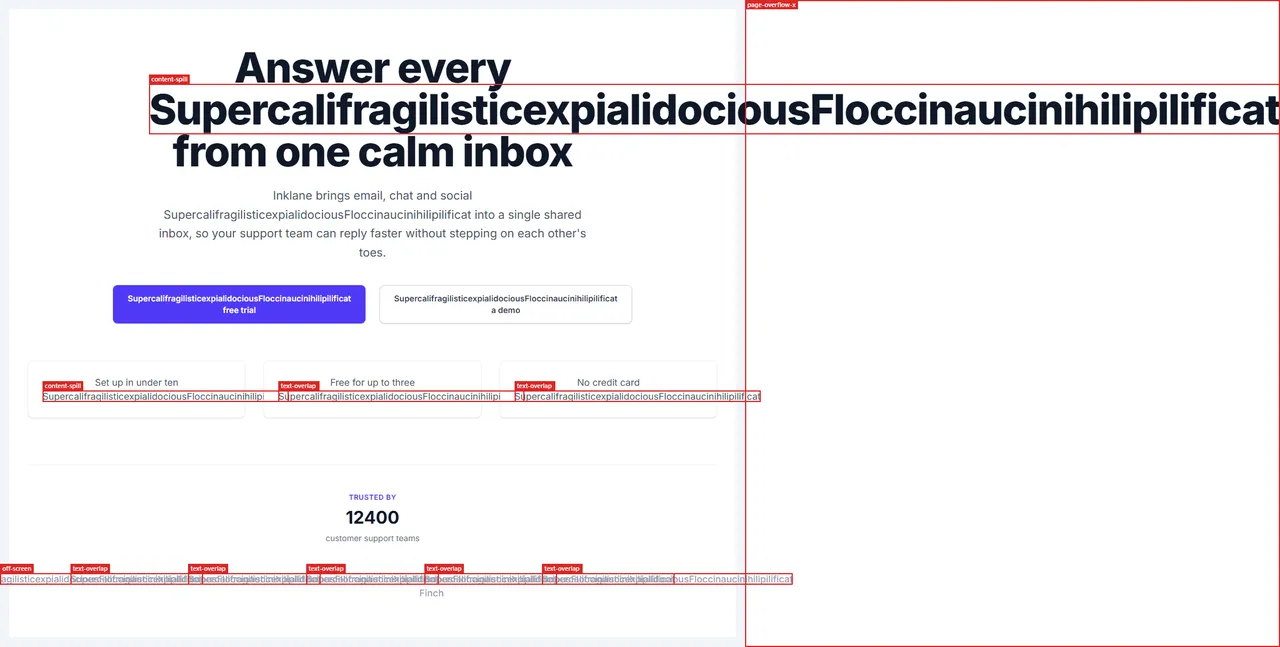 page-overflow-x
Answer every
content-spill
SupercalifragilisticexpialidociousFloccinaucinihilipilificat
from one calm inbox
Inklane brings email, chat and social
SupercalifragilisticexpialidociousFloccinaucinihilipilificat into a single shared
inbox, so your support team can reply faster without stepping on each other's
toes.
SupercalifragilisticexpialidociousFloccinaucinihilipilificat
free trial
SupercalifragilisticexpialidociousFloccinaucinihilipilificat
a demo
content-spill
Set up in under ten
text-overlap
Free for up to three
text-overlap
No credit card
SupercalifragilisticexpialidociousFloccinaucinihilipi
SupercalifragilisticexpialidociousFloccinaucinihilipi
SupercalifragilisticexpialidociousFloccinaucinihilipilificat
TRUSTED BY
12400
customer support teams
off-screen
text-overlap
text-overlap
text-overlap
text-overlap
text-overlap
Finch